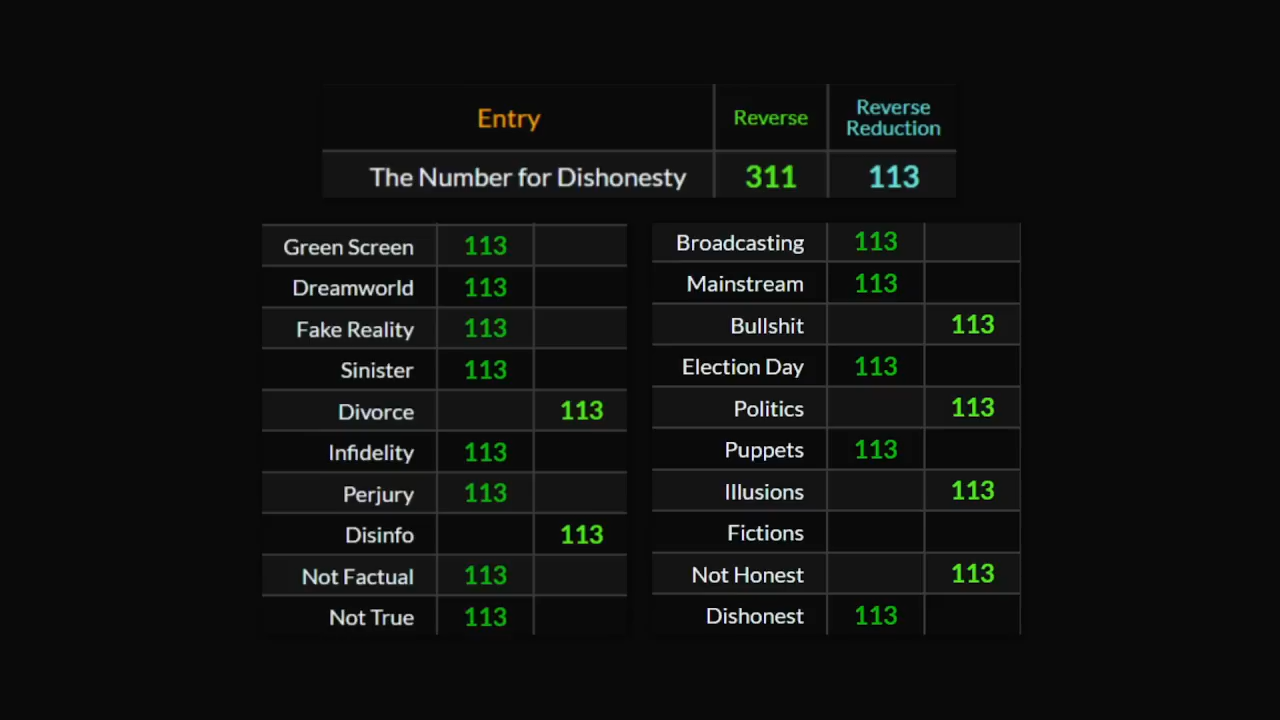 Entry Reverse Reverse Reduction
The Number for Dishonesty 311 113
Green Screen 113
Dreamworld 113
Fake Reality 113
Sinister 113
Divorce 113
Infidelity 113
Perjury 113
Disinfo 113
Not Factual 113
Not True 113
Broadcasting 113
Mainstream 113
Bullshit 113
Election Day 113
Politics 113
Puppets 113
Illusions 113
Fictions
Not Honest 113
Dishonest 113